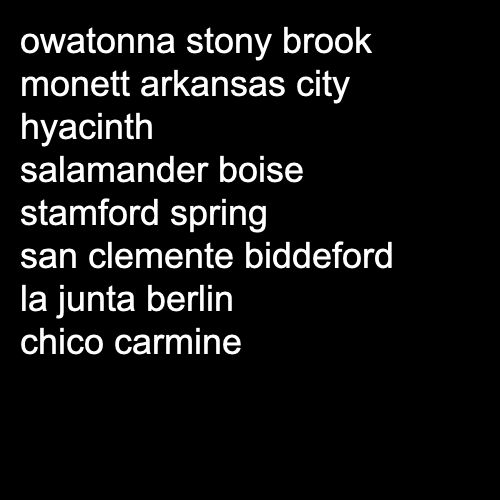 owatonna stony brook
monett arkansas city
hyacinth
salamander boise
stamford spring
san clemente biddeford
la junta berlin
chico carmine